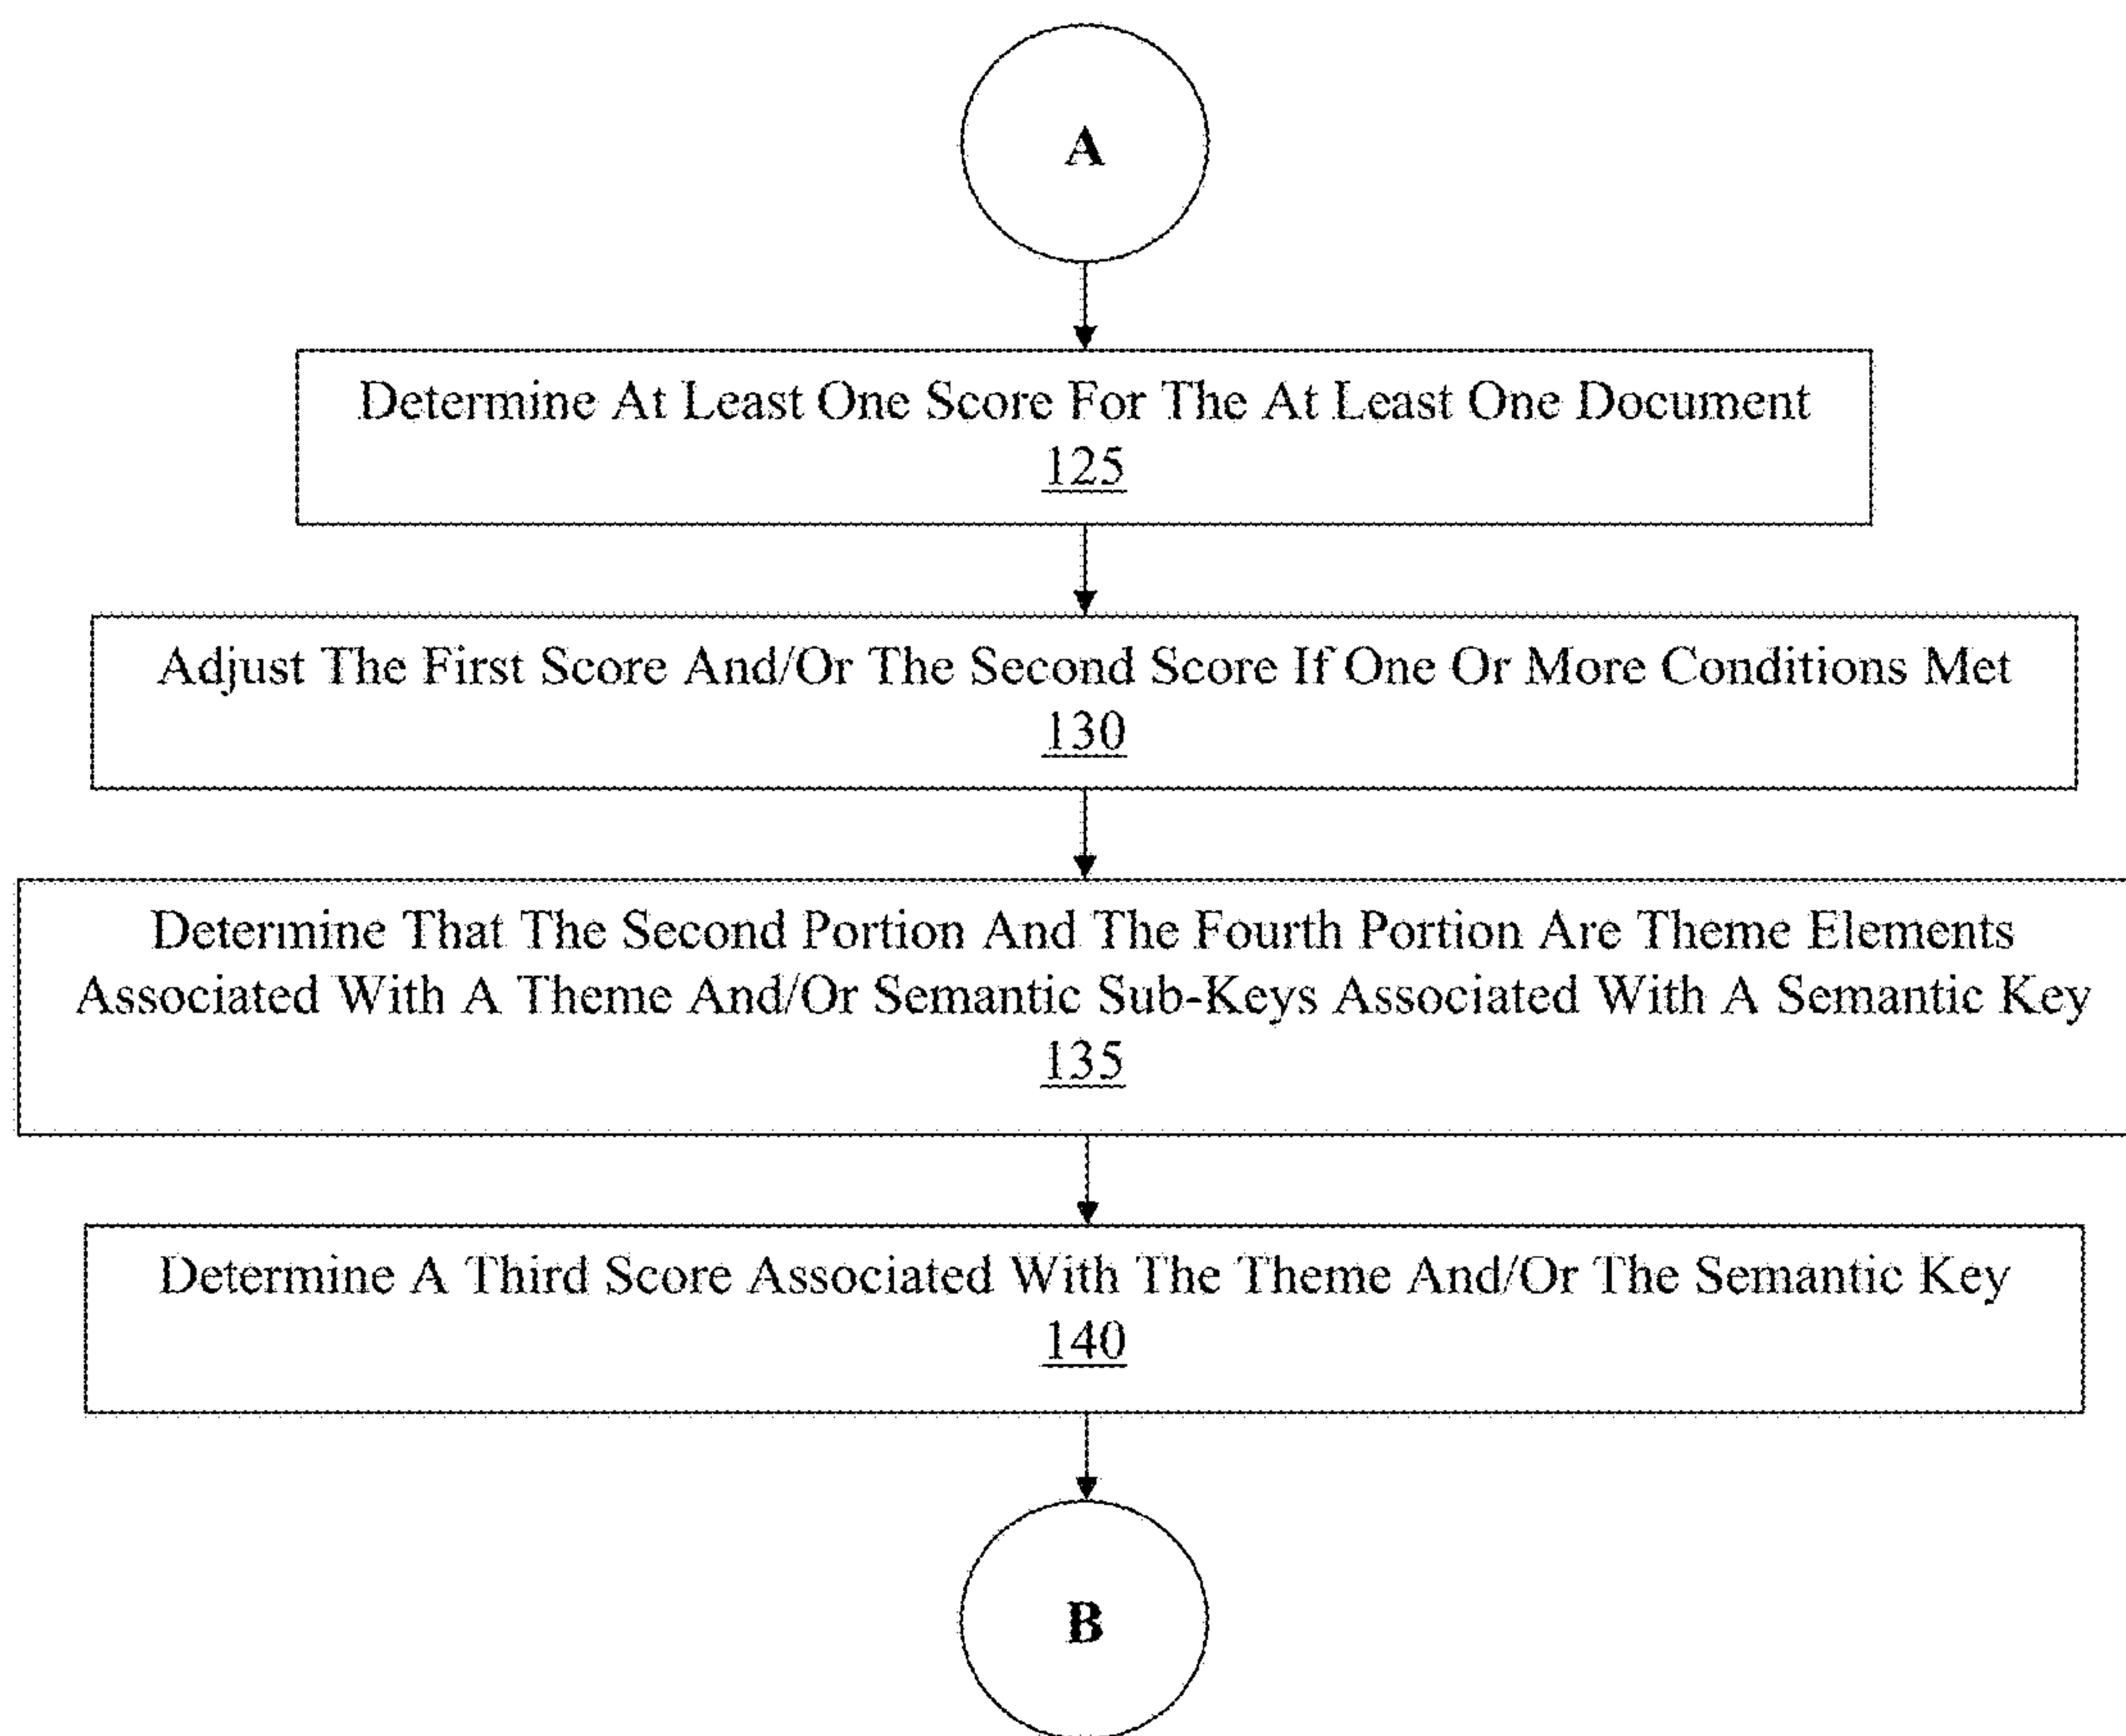 A
Determine At Least One Score For The At Least One Document
125
Adjust The First Score And/Or The Second Score If One Or More Conditions Met
130
Determine That The Second Portion And The Fourth Portion Are Theme Elements
Associated With A Theme And/Or Semantic Sub-Keys Associated With A Semantic Key
135
Determine A Third Score Associated With The Theme And/Or The Semantic Key
140
B